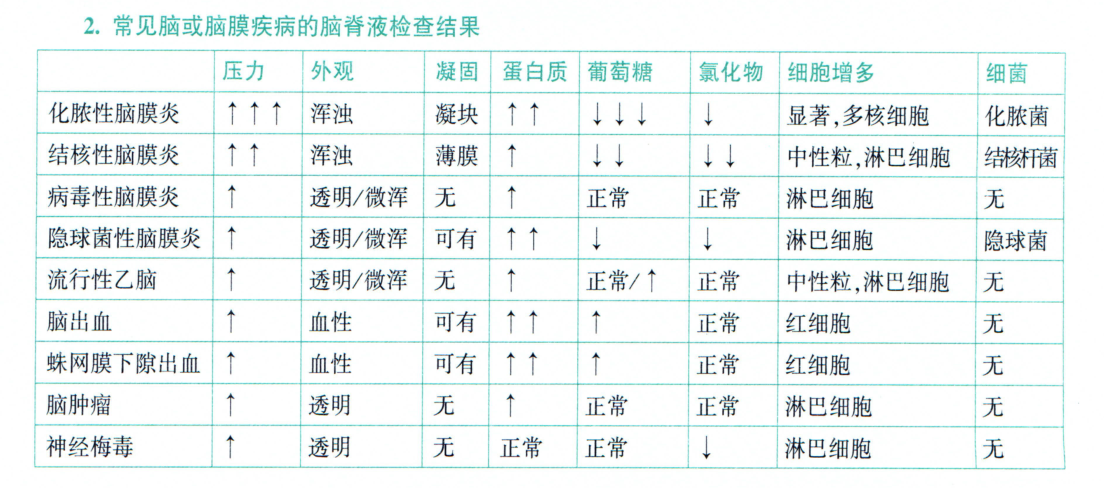 2. 常见脑或脑膜疾病的脑脊液检查结果
压力 外观 凝固 蛋白质 葡萄糖 氯化物 细胞增多 细菌
化脓性脑膜炎 ↑↑↑ 浑浊 凝块 ↑↑ ↓↓↓ ↓ 显著,多核细胞 化脓菌
结核性脑膜炎 ↑↑ 浑浊 薄膜 ↑ ↓↓ ↓↓ 中性粒,淋巴细胞 结核杆菌
病毒性脑膜炎 ↑ 透明/微浑 无 ↑ 正常 正常 淋巴细胞 无
隐球菌性脑膜炎 ↑ 透明/微浑 可有 ↑↑ ↓ ↓ 淋巴细胞 隐球菌
流行性乙脑 ↑ 透明/微浑 无 ↑ 正常/↑ 正常 中性粒,淋巴细胞 无
脑出血 ↑ 血性 可有 ↑↑ ↑ 正常 红细胞 无
蛛网膜下隙出血 ↑ 血性 可有 ↑↑ ↑ 正常 红细胞 无
脑肿瘤 ↑ 透明 无 ↑ 正常 正常 淋巴细胞 无
神经梅毒 ↑ 透明 无 正常 正常 ↓ 淋巴细胞 无